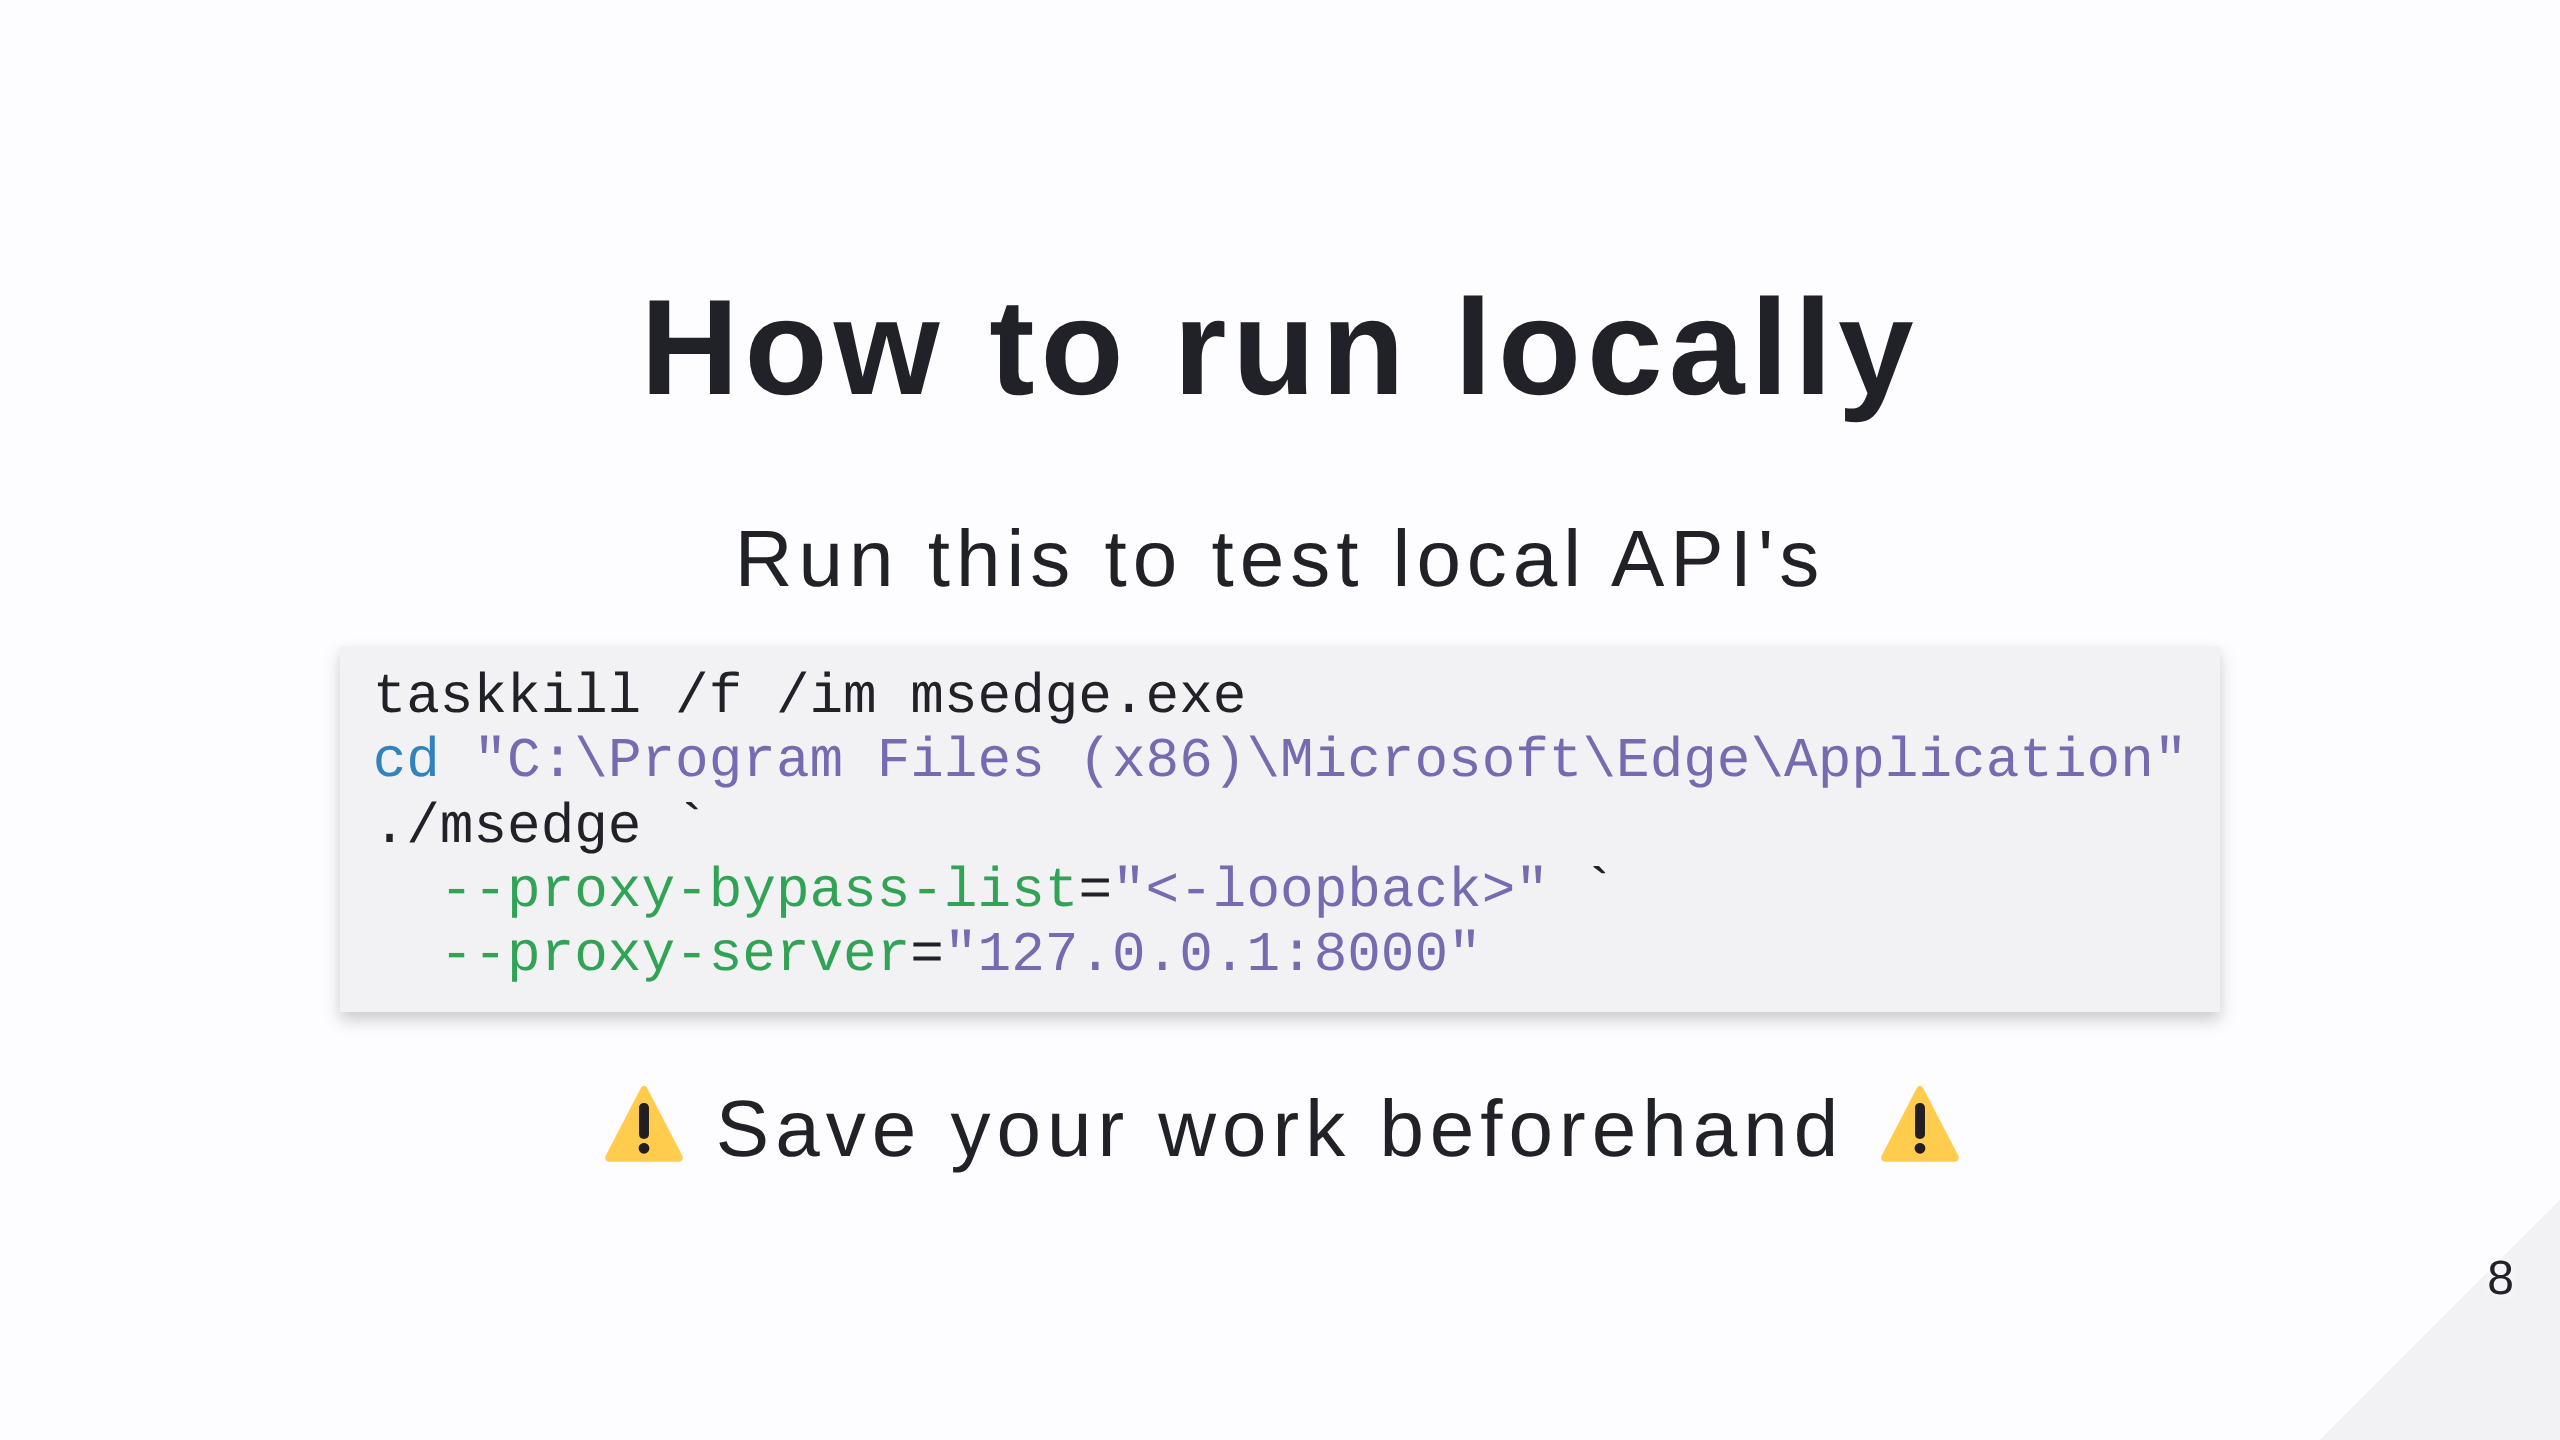 How to run locally
Run this to test local API's
taskkill /f /im msedge.exe
cd "C:\Program Files (x86)\Microsoft\Edge\Application"
./msedge `
  --proxy-bypass-list="<-loopback>" `
  --proxy-server="127.0.0.1:8000"
⚠️ Save your work beforehand ⚠️
8